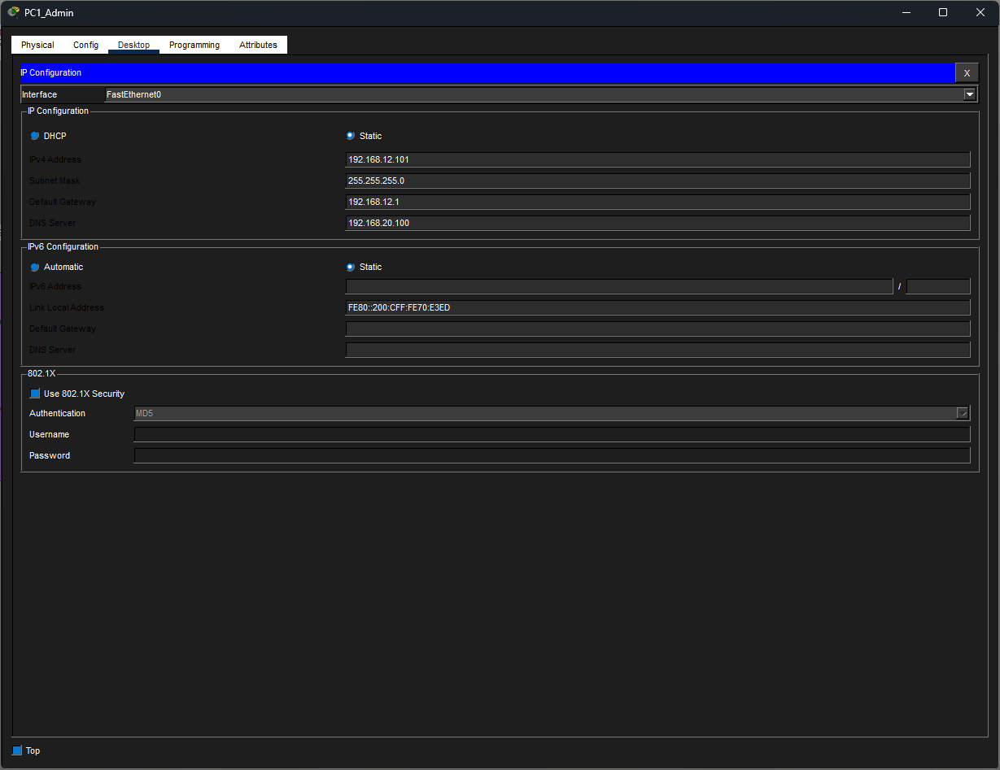 PC1_Admin
Physical Config Desktop Programming Attributes
IP Configuration X
Interface FastEthernet0
IP Configuration
DHCP Static
IPv4 Address 192.168.12.101
Subnet Mask 255.255.255.0
Default Gateway 192.168.12.1
DNS Server 192.168.20.100
IPv6 Configuration
Automatic Static
IPv6 Address /
Link Local Address FE80::200:CFF:FE70:E3ED
Default Gateway
DNS Server
802.1X
Use 802.1X Security
Authentication MD5
Username
Password
Top